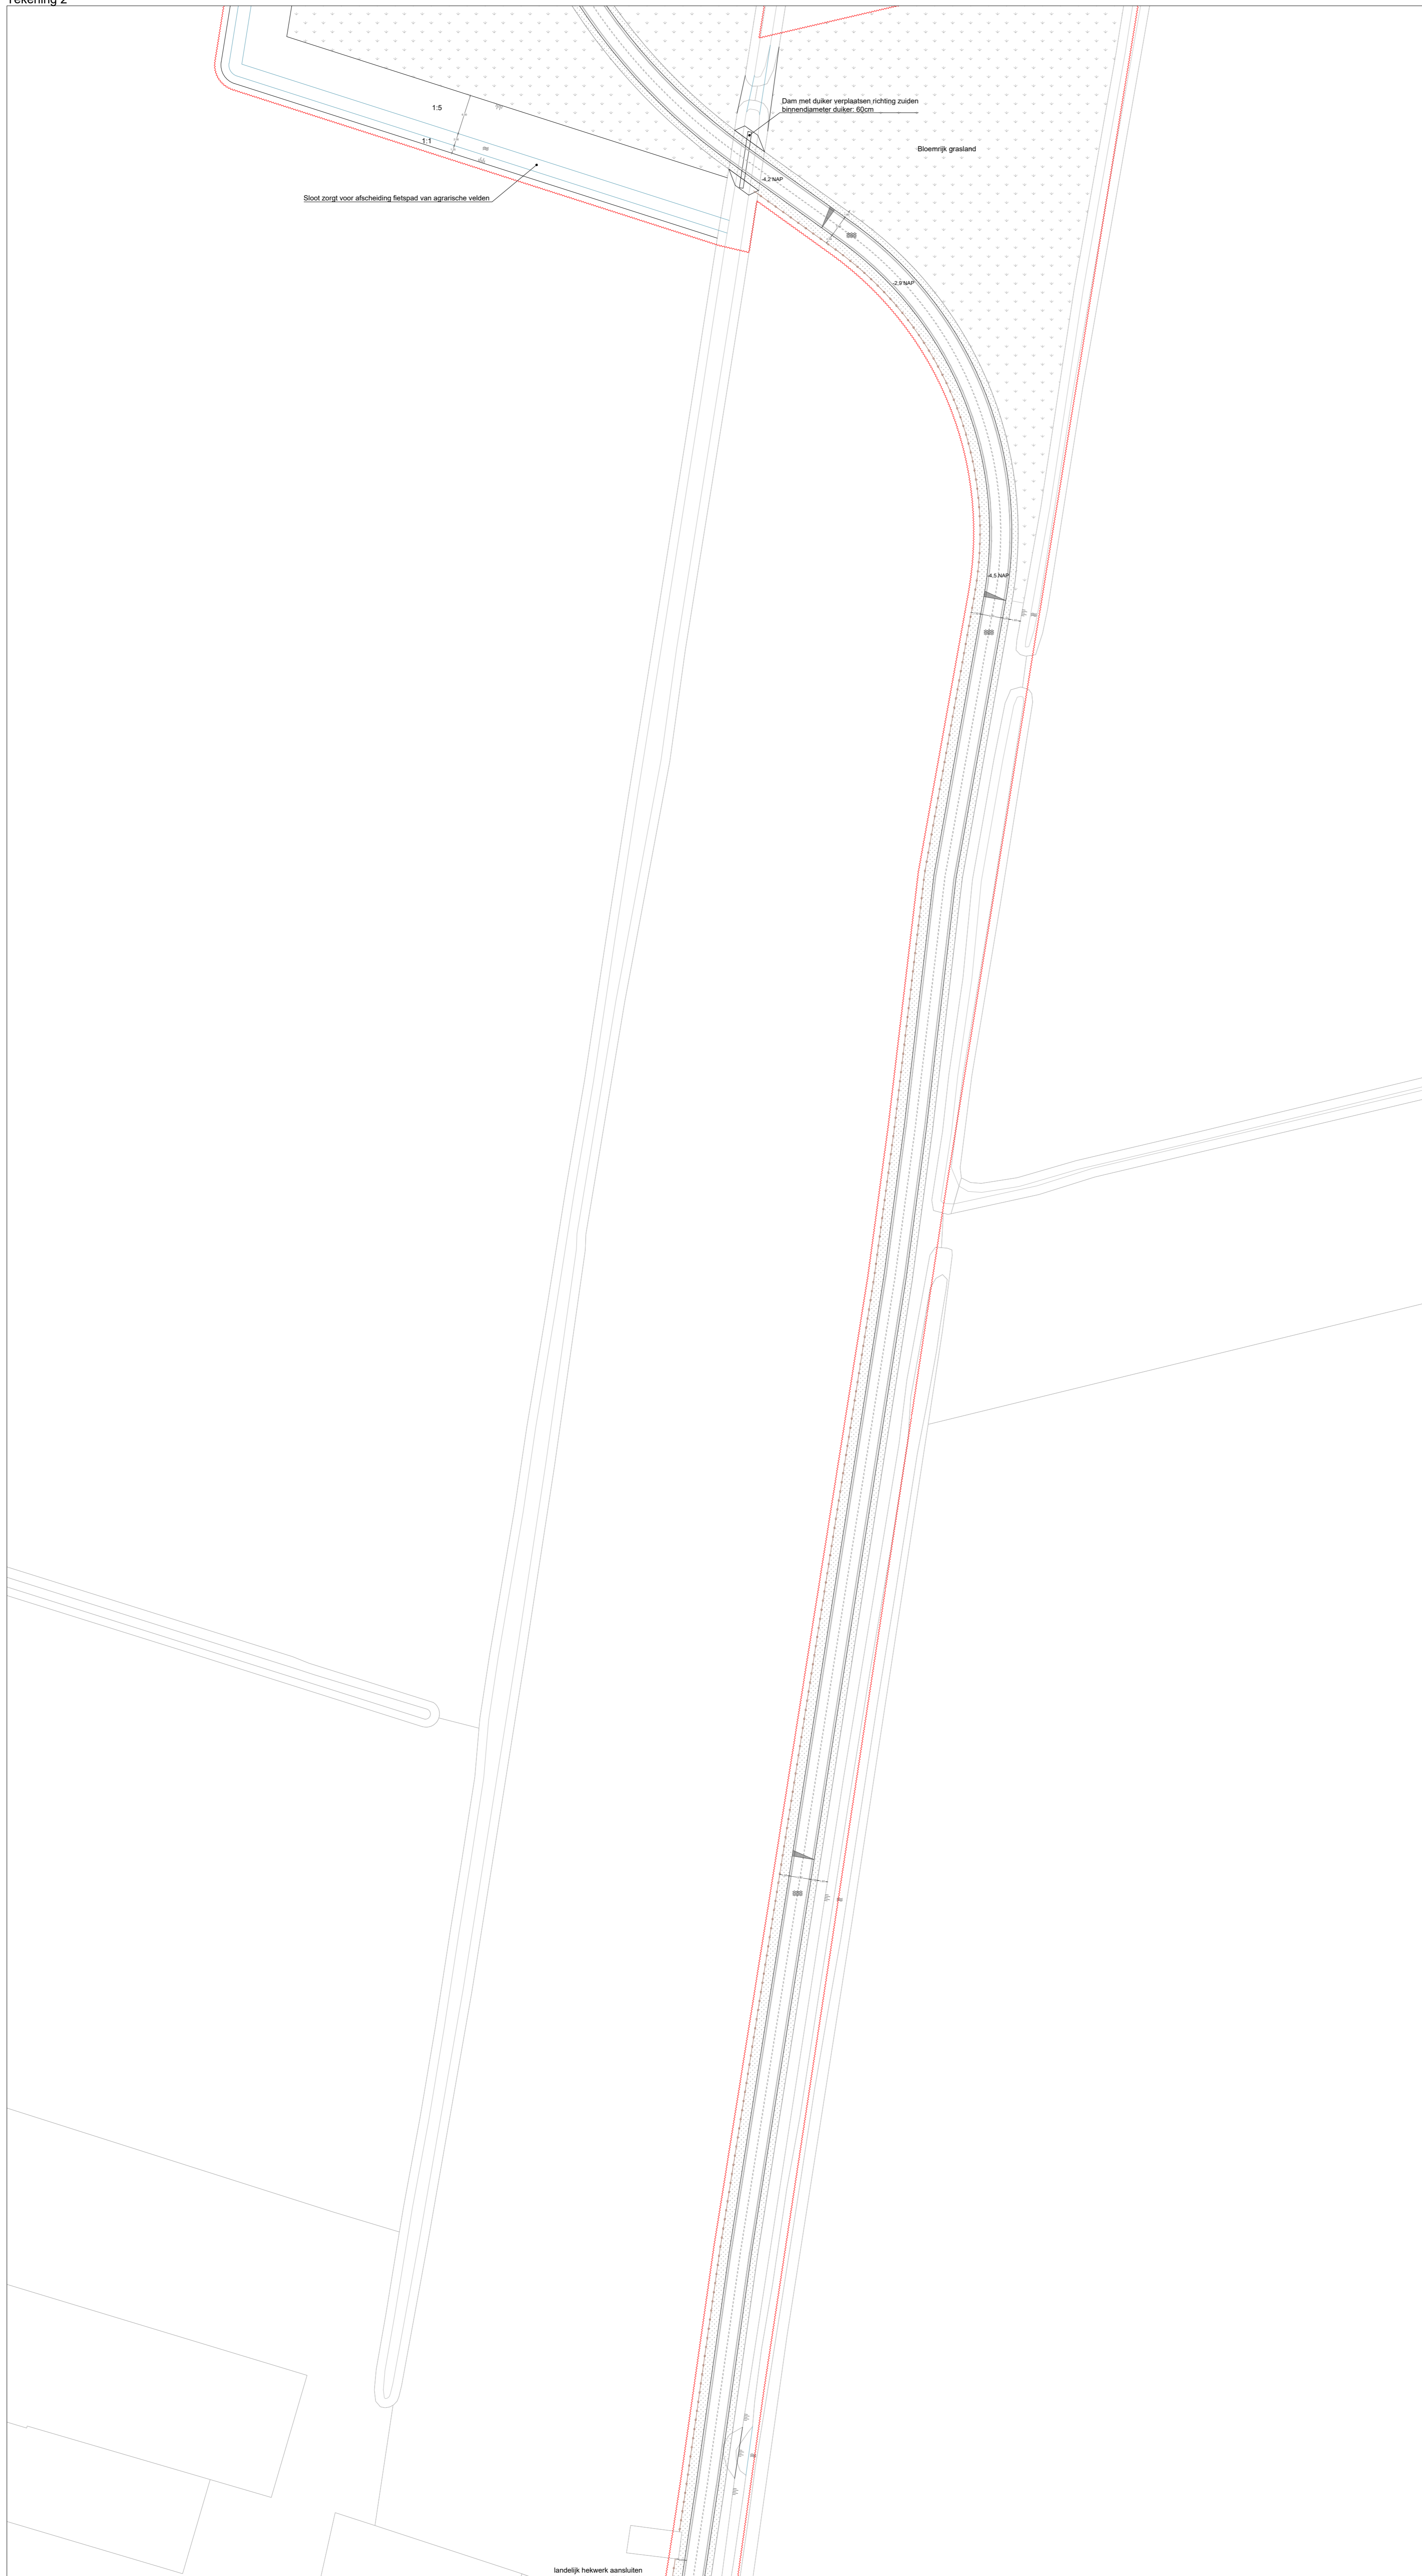 Tekening 2
Dam met duiker verplaatsen richting zuiden
binnendiameter duiker: 60cm
1:5
1:1
Bloemrijk grasland
-4,2 NAP
Sloot zorgt voor afscheiding fietspad van agrarische velden
-2,9 NAP
-4,5 NAP
landelijk hekwerk aansluiten